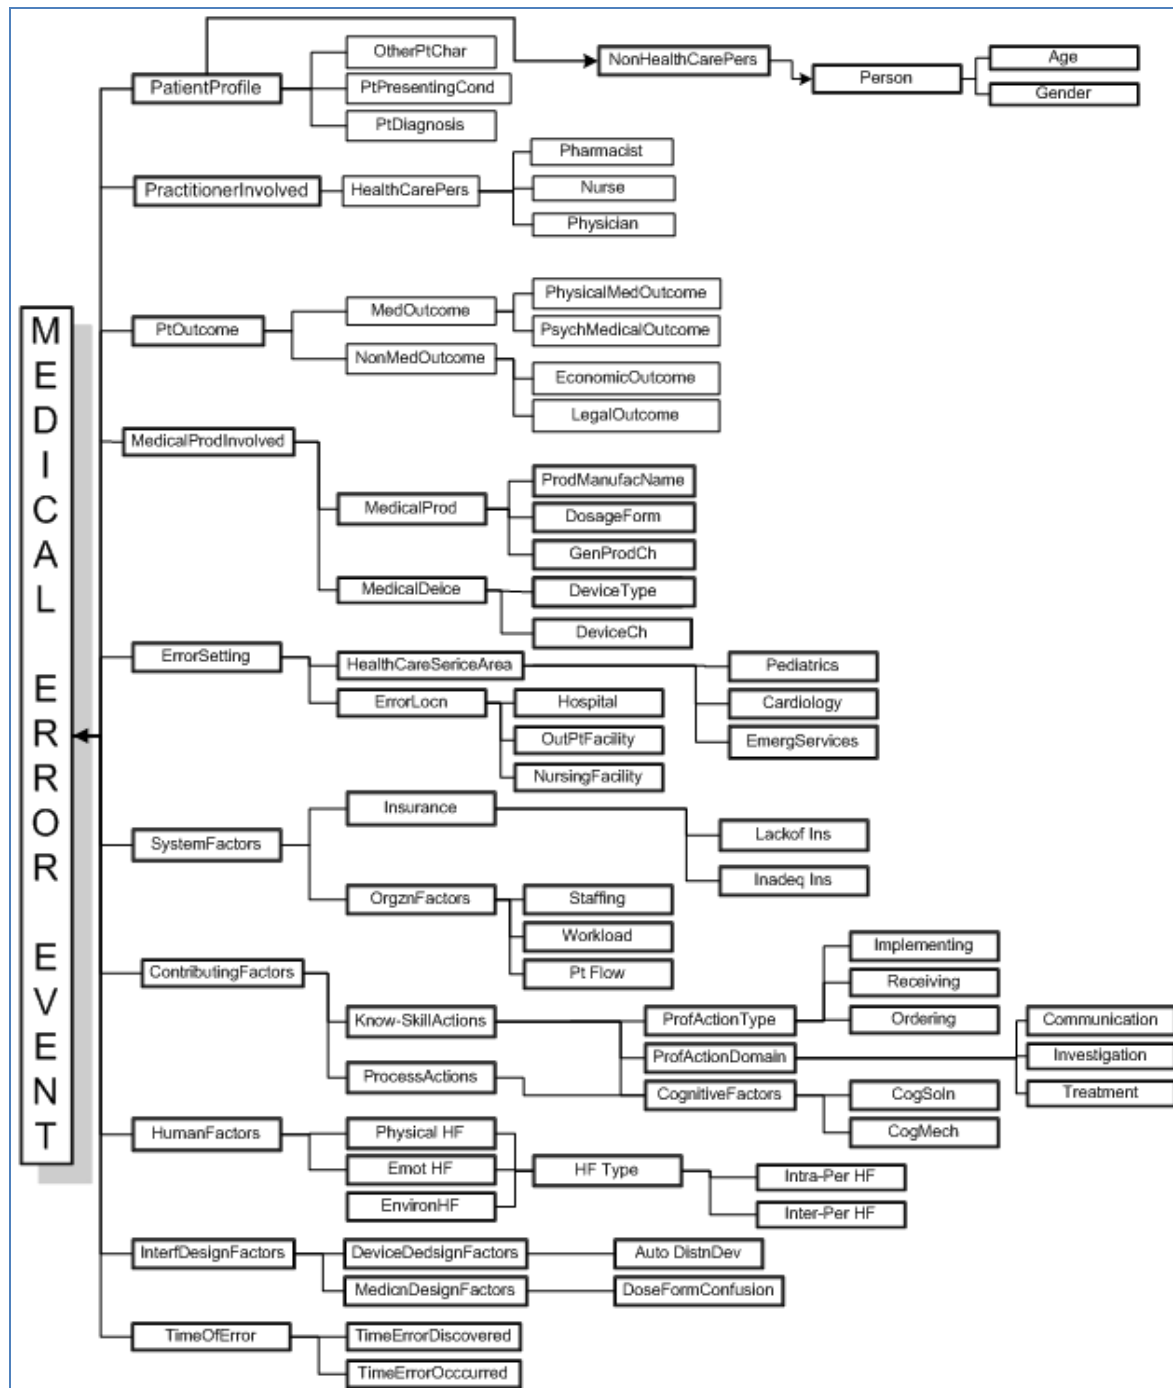 MEDICAL ERROR EVENT
PatientProfile
OtherPtChar
PtPresentingCond
PtDiagnosis
NonHealthCarePers
Person
Age
Gender
PractitionerInvolved
HealthCarePers
Pharmacist
Nurse
Physician
PtOutcome
MedOutcome
PhysicalMedOutcome
PsychMedicalOutcome
NonMedOutcome
EconomicOutcome
LegalOutcome
MedicalProdInvolved
MedicalProd
ProdManufacName
DosageForm
GenProdCh
MedicalDeice
DeviceType
DeviceCh
ErrorSetting
HealthCareSericeArea
Pediatrics
Cardiology
EmergServices
ErrorLocn
Hospital
OutPtFacility
NursingFacility
SystemFactors
Insurance
Lackof Ins
Inadeq Ins
OrgznFactors
Staffing
Workload
Pt Flow
ContributingFactors
Know-SkillActions
ProfActionType
Implementing
Receiving
Ordering
ProfActionDomain
Communication
Investigation
Treatment
ProcessActions
CognitiveFactors
CogSoln
CogMech
HumanFactors
Physical HF
Emot HF
EnvironHF
HF Type
Intra-Per HF
Inter-Per HF
InterfDesignFactors
DeviceDedsignFactors
Auto DistnDev
MedicnDesignFactors
DoseFormConfusion
TimeOfError
TimeErrorDiscovered
TimeErrorOcccurred